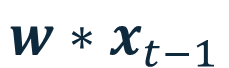 w * x_{t-1}